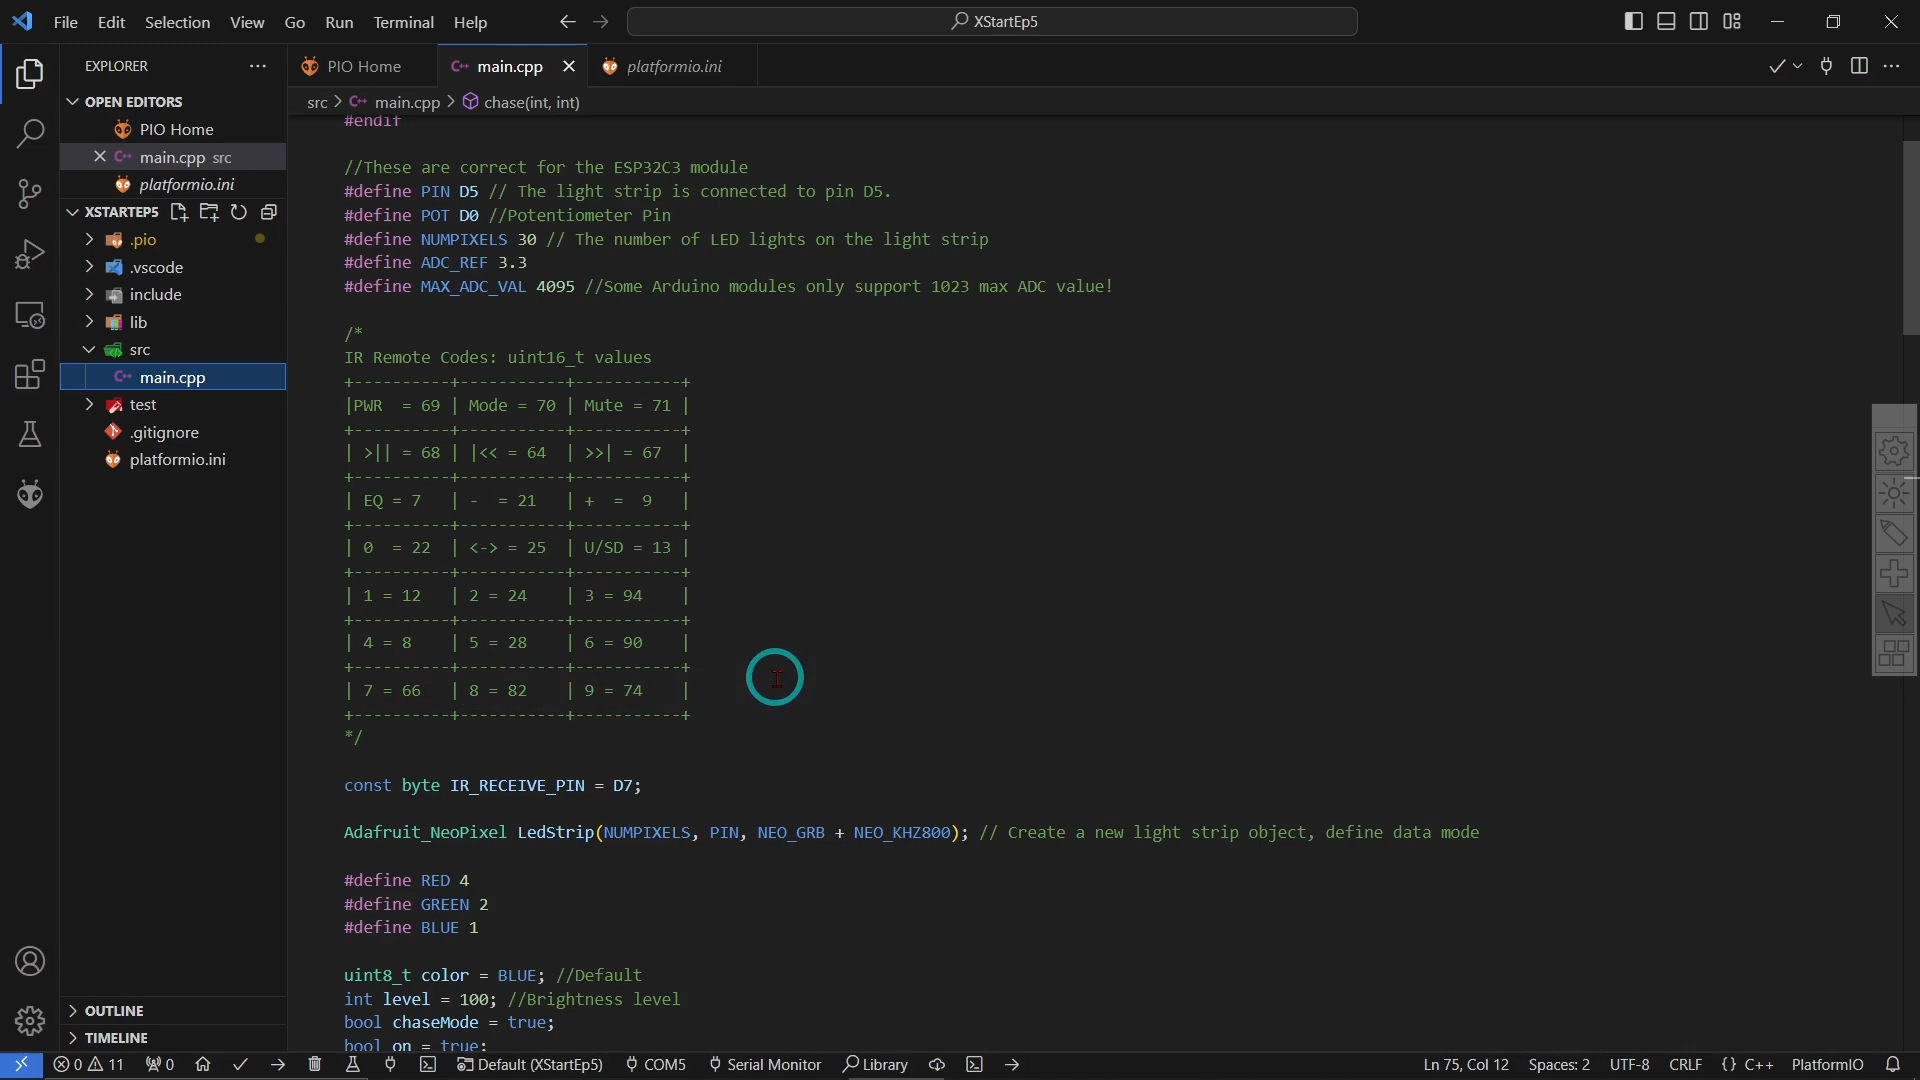 File Edit Selection View Go Run Terminal Help
XStartEp5
EXPLORER
PIO Home
main.cpp
platformio.ini
OPEN EDITORS
PIO Home
main.cpp src
platformio.ini
XSTARTEP5
.pio
.vscode
include
lib
src
main.cpp
test
.gitignore
platformio.ini
OUTLINE
TIMELINE
src > main.cpp > chase(int, int)
#endif
//These are correct for the ESP32C3 module
#define PIN D5 // The light strip is connected to pin D5.
#define POT D0 //Potentiometer Pin
#define NUMPIXELS 30 // The number of LED lights on the light strip
#define ADC_REF 3.3
#define MAX_ADC_VAL 4095 //Some Arduino modules only support 1023 max ADC value!
/*
IR Remote Codes: uint16_t values
+----------+-----------+-----------+
|PWR  = 69 | Mode = 70 | Mute = 71 |
+----------+-----------+-----------+
| >|| = 68 | |<< = 64  | >>| = 67  |
+----------+-----------+-----------+
| EQ = 7   | -  = 21   | +  =  9   |
+----------+-----------+-----------+
| 0  = 22  | <-> = 25  | U/SD = 13 |
+----------+-----------+-----------+
| 1 = 12   | 2 = 24    | 3 = 94    |
+----------+-----------+-----------+
| 4 = 8    | 5 = 28    | 6 = 90    |
+----------+-----------+-----------+
| 7 = 66   | 8 = 82    | 9 = 74    |
+----------+-----------+-----------+
*/
const byte IR_RECEIVE_PIN = D7;
Adafruit_NeoPixel LedStrip(NUMPIXELS, PIN, NEO_GRB + NEO_KHZ800); // Create a new light strip object, define data mode
#define RED 4
#define GREEN 2
#define BLUE 1
uint8_t color = BLUE; //Default
int level = 100; //Brightness level
bool chaseMode = true;
bool on = true;
0 11 0 Default (XStartEp5) COM5 Serial Monitor Library Ln 75, Col 12 Spaces: 2 UTF-8 CRLF {} C++ PlatformIO